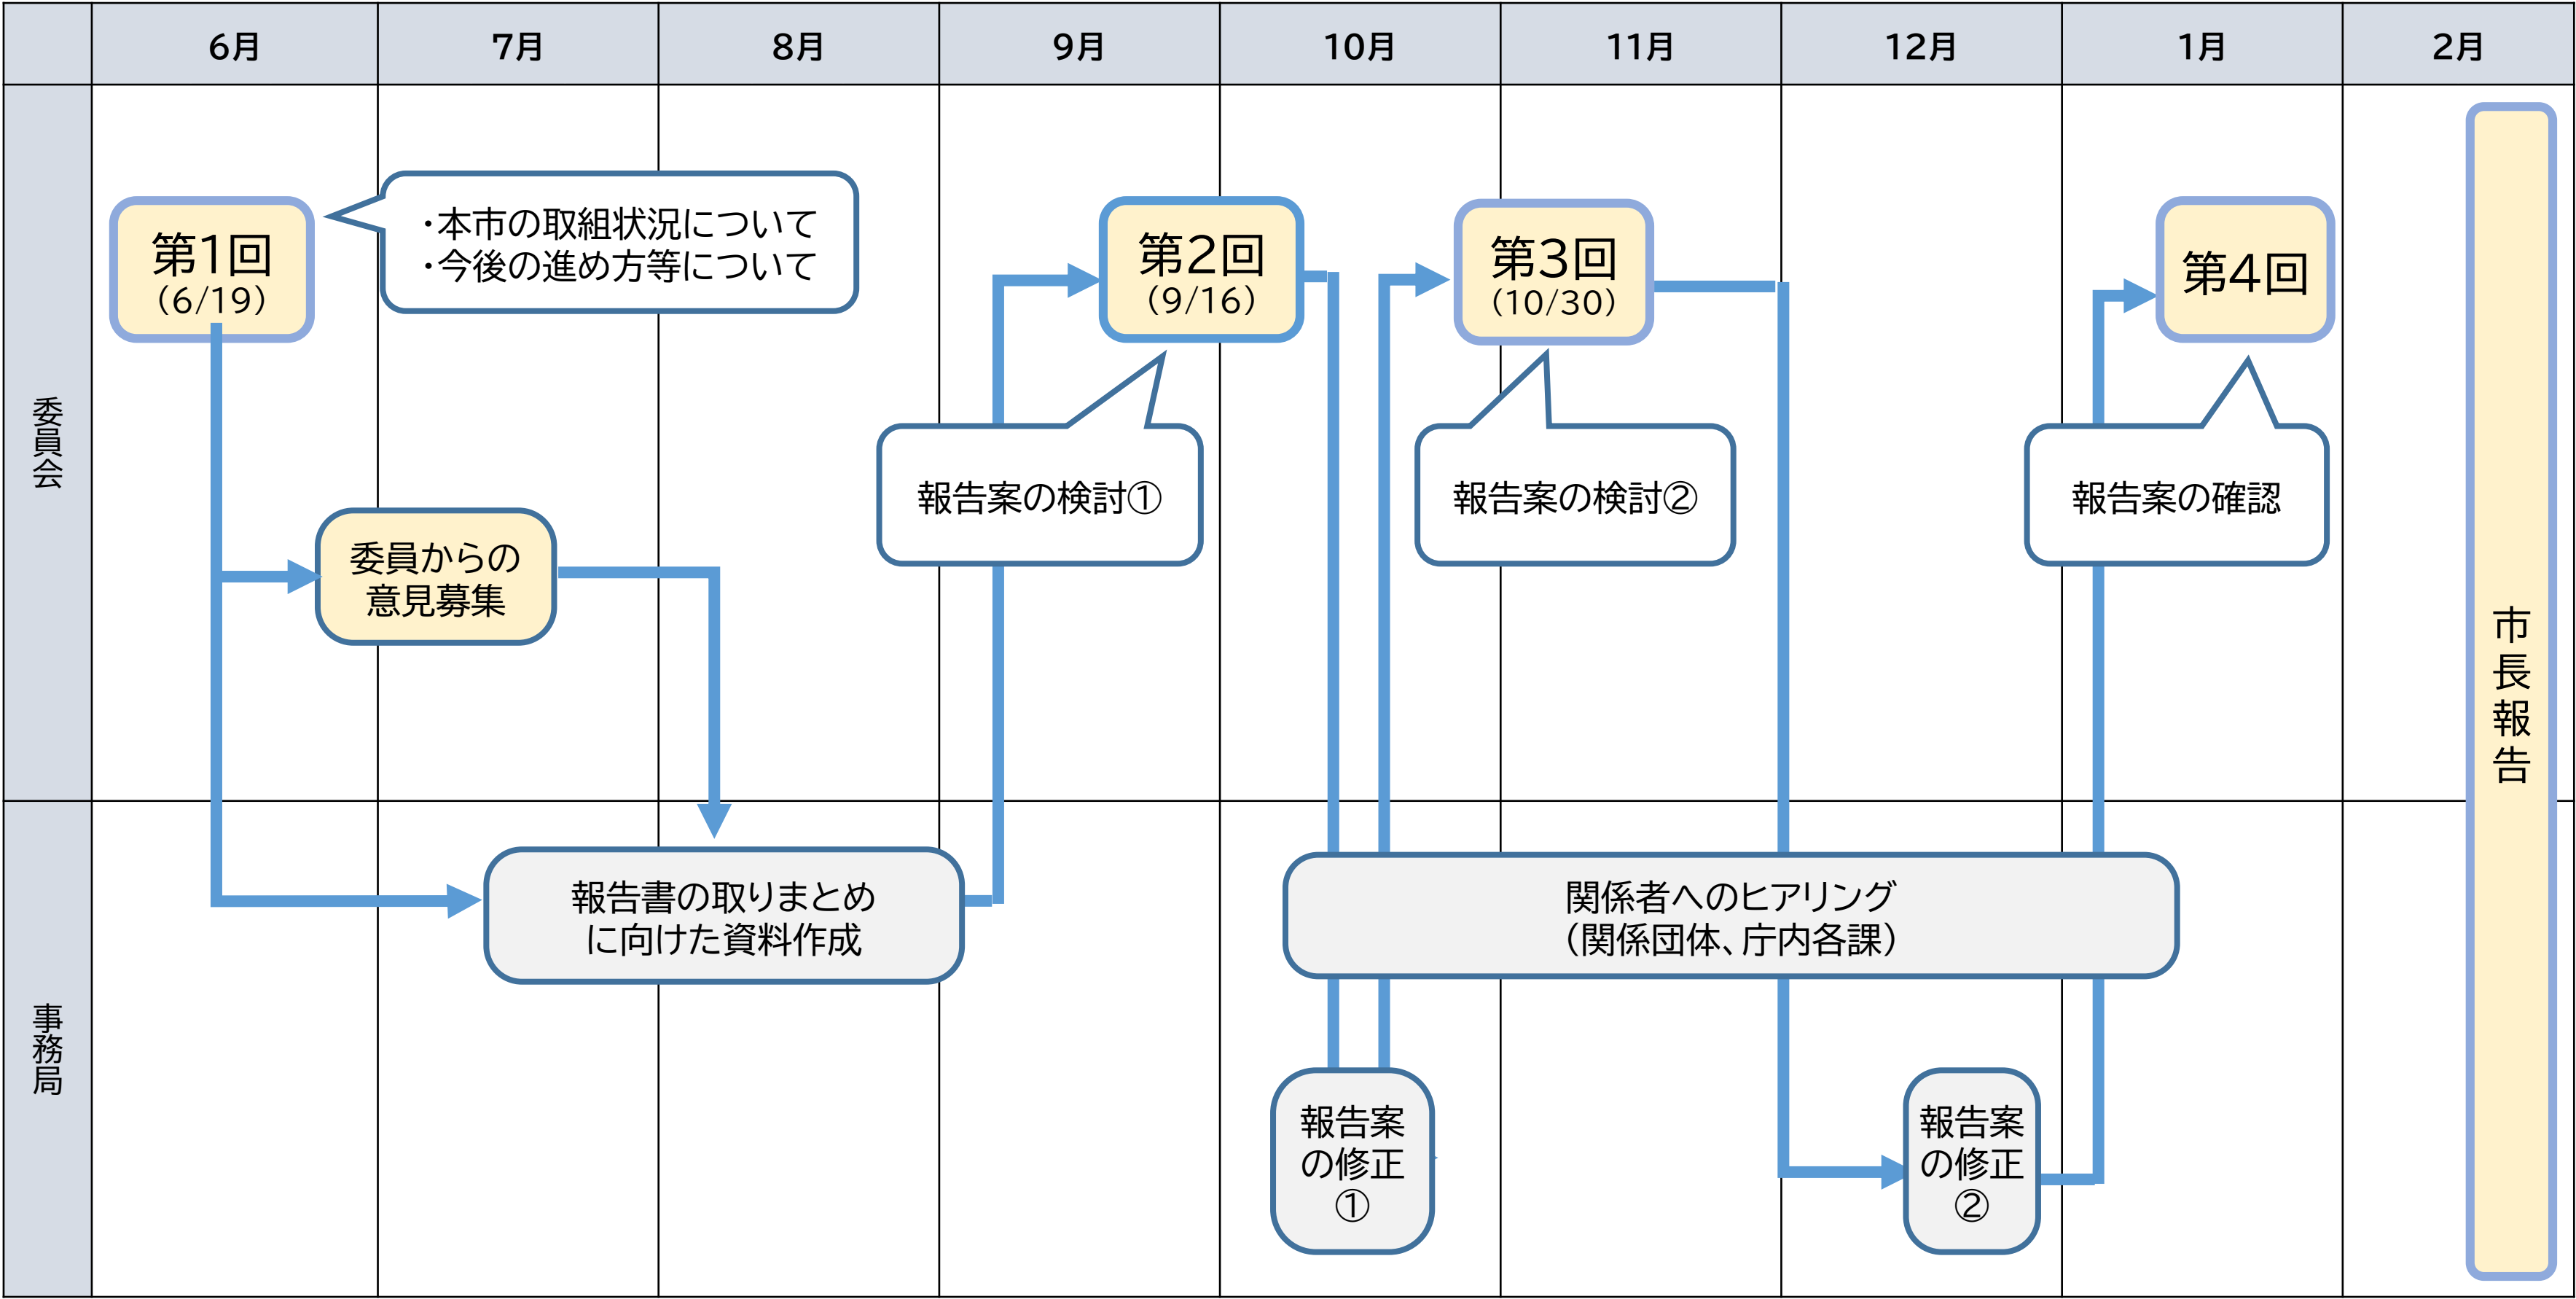 6月
7月
8月
9月
10月
11月
12月
1月
2月
委員会
第1回
（6/19）
・本市の取組状況について
・今後の進め方等について
第2回
（9/16）
第3回
（10/30）
第4回
報告案の検討①
報告案の検討②
報告案の確認
委員からの
意見募集
市長報告
事務局
報告書の取りまとめ
に向けた資料作成
関係者へのヒアリング
（関係団体、庁内各課）
報告案
の修正
①
報告案
の修正
②